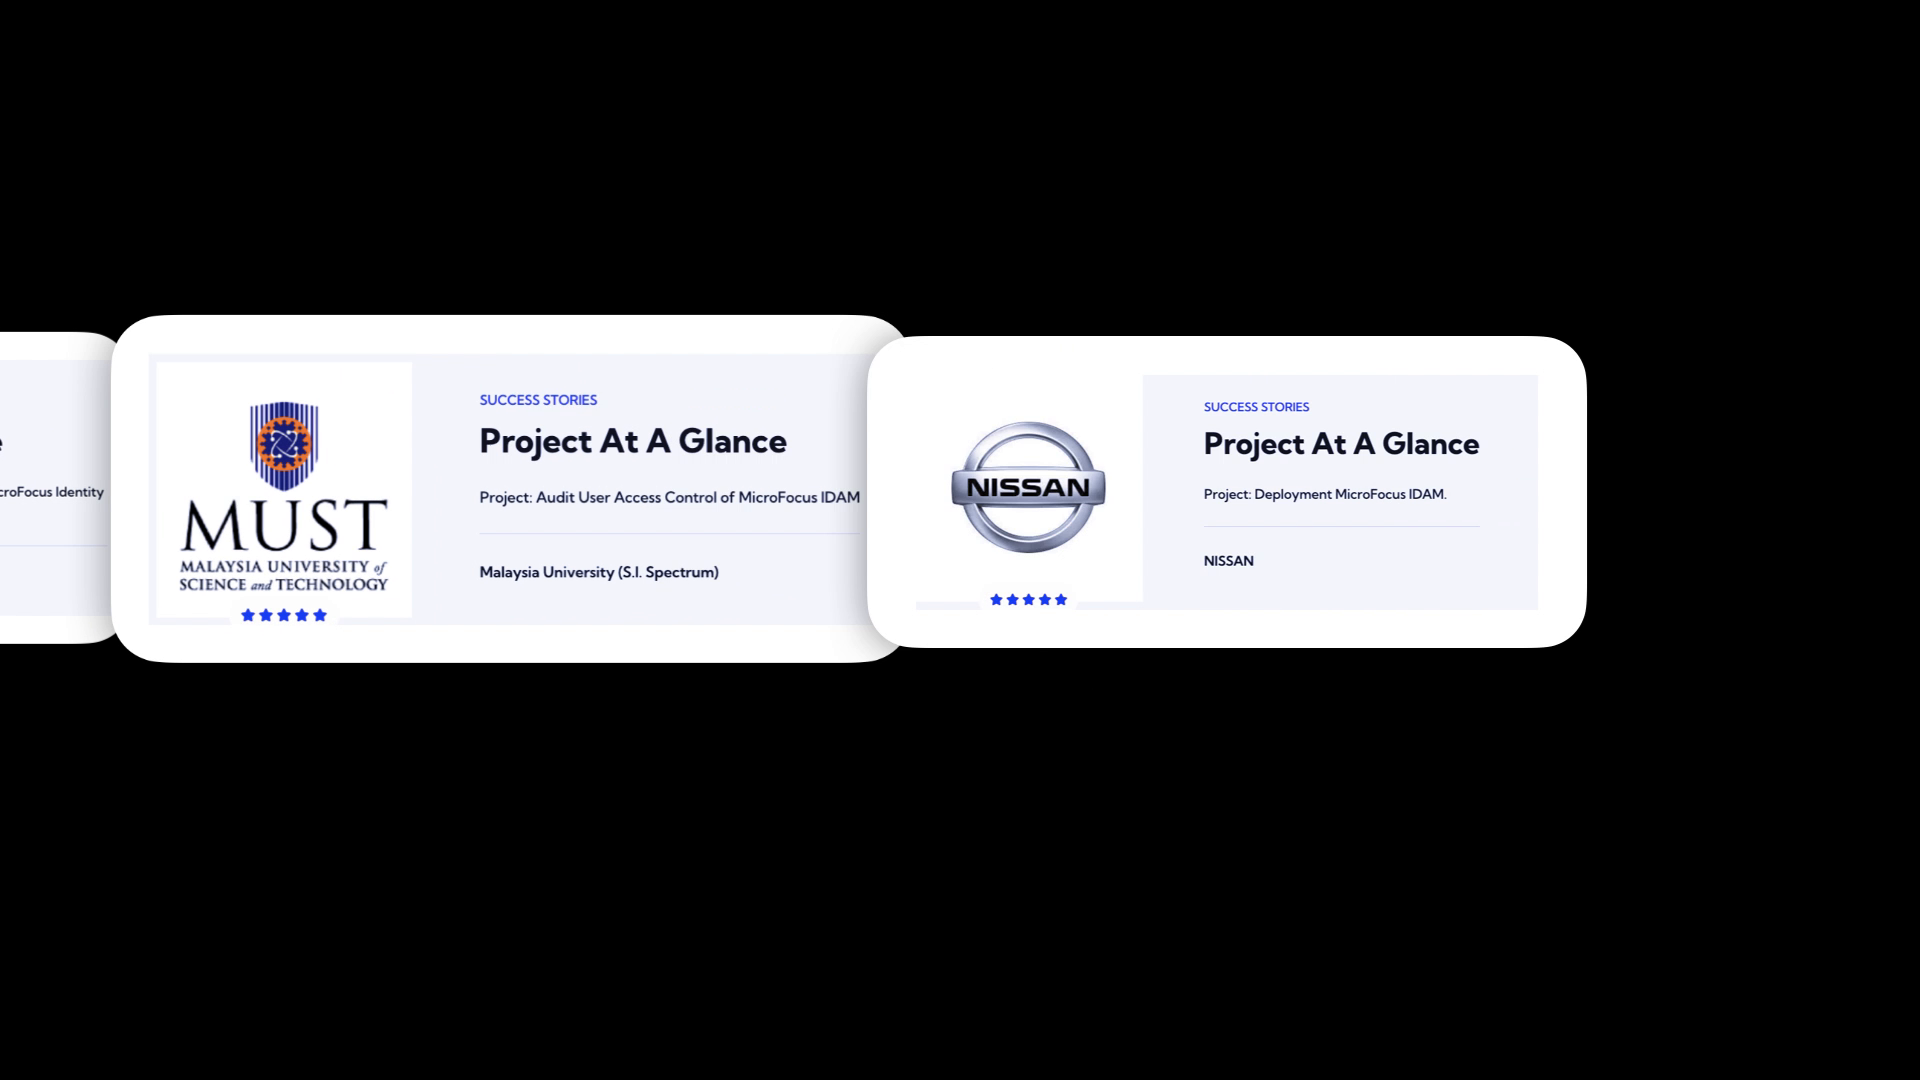 croFocus Identity
MUST
MALAYSIA UNIVERSITY of
SCIENCE and TECHNOLOGY
SUCCESS STORIES
Project At A Glance
Project: Audit User Access Control of MicroFocus IDAM
Malaysia University (S.I. Spectrum)
NISSAN
SUCCESS STORIES
Project At A Glance
Project: Deployment MicroFocus IDAM.
NISSAN